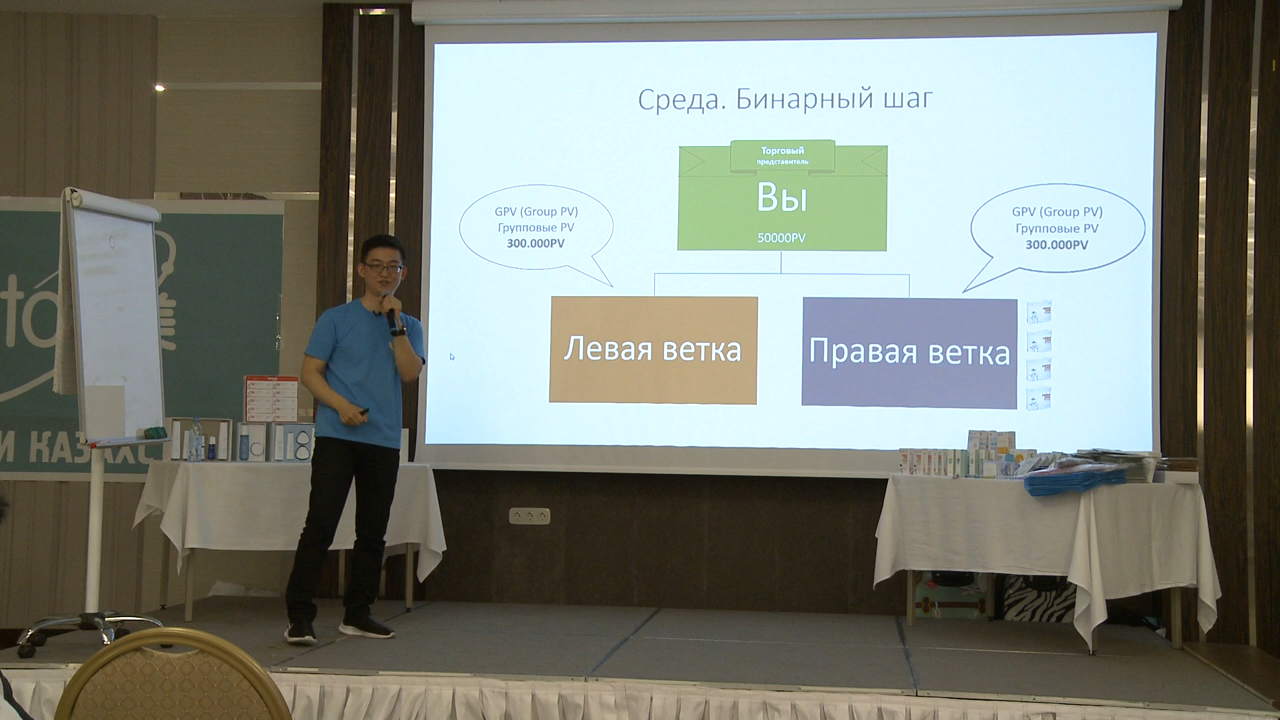 Среда. Бинарный шаг
Торговый
представитель
Вы
50000PV
GPV (Group PV)
Групповые PV
300.000PV
GPV (Group PV)
Групповые PV
300.000PV
Левая ветка
Правая ветка
И КАЗАХС